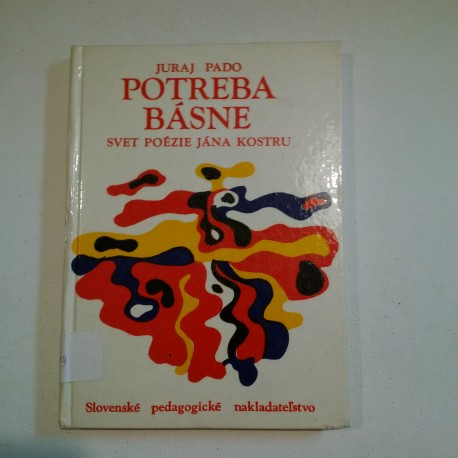 JURAJ PADO
POTREBA
BÁSNE
SVET POÉZIE JÁNA KOSTRU
Slovenské pedagogické nakladateľstvo